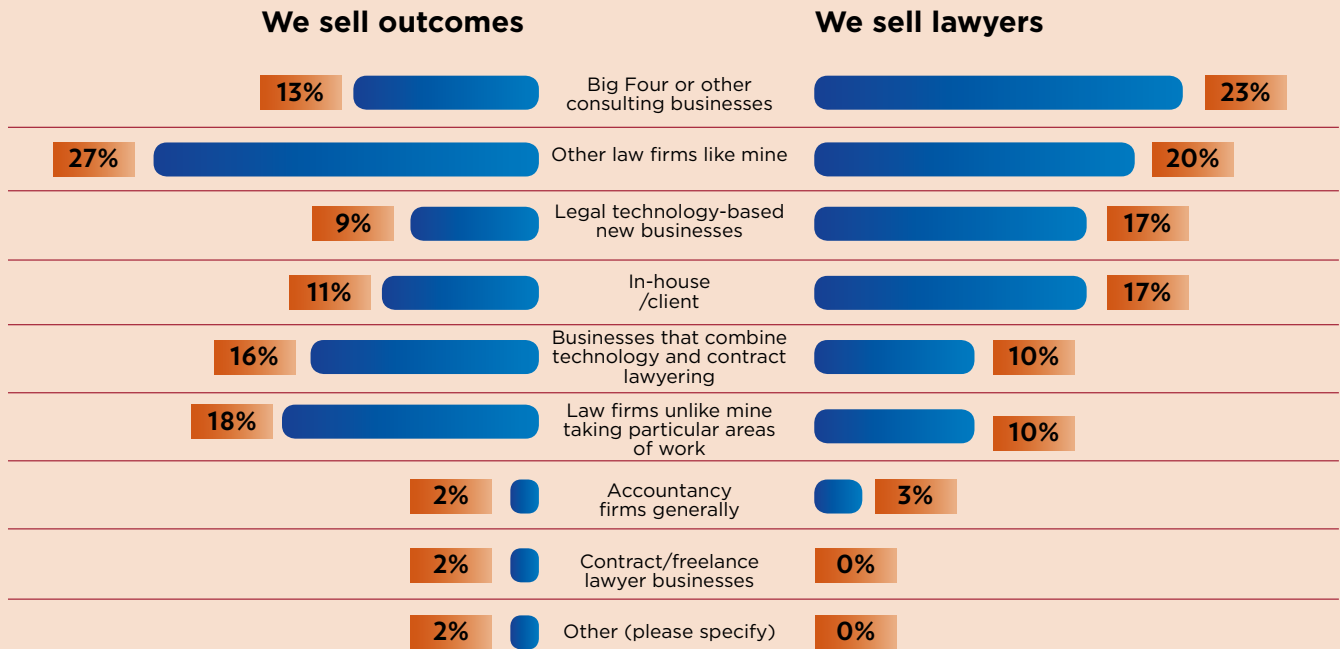 We sell outcomes We sell lawyers
13% Big Four or other 23%
consulting businesses
27% Other law firms like mine 20%
9% Legal technology-based 17%
new businesses
11% In-house 17%
/client
16% Businesses that combine 10%
technology and contract
lawyering
18% Law firms unlike mine 10%
taking particular areas
of work
2% Accountancy 3%
firms generally
2% Contract/freelance 0%
lawyer businesses
2% Other (please specify) 0%